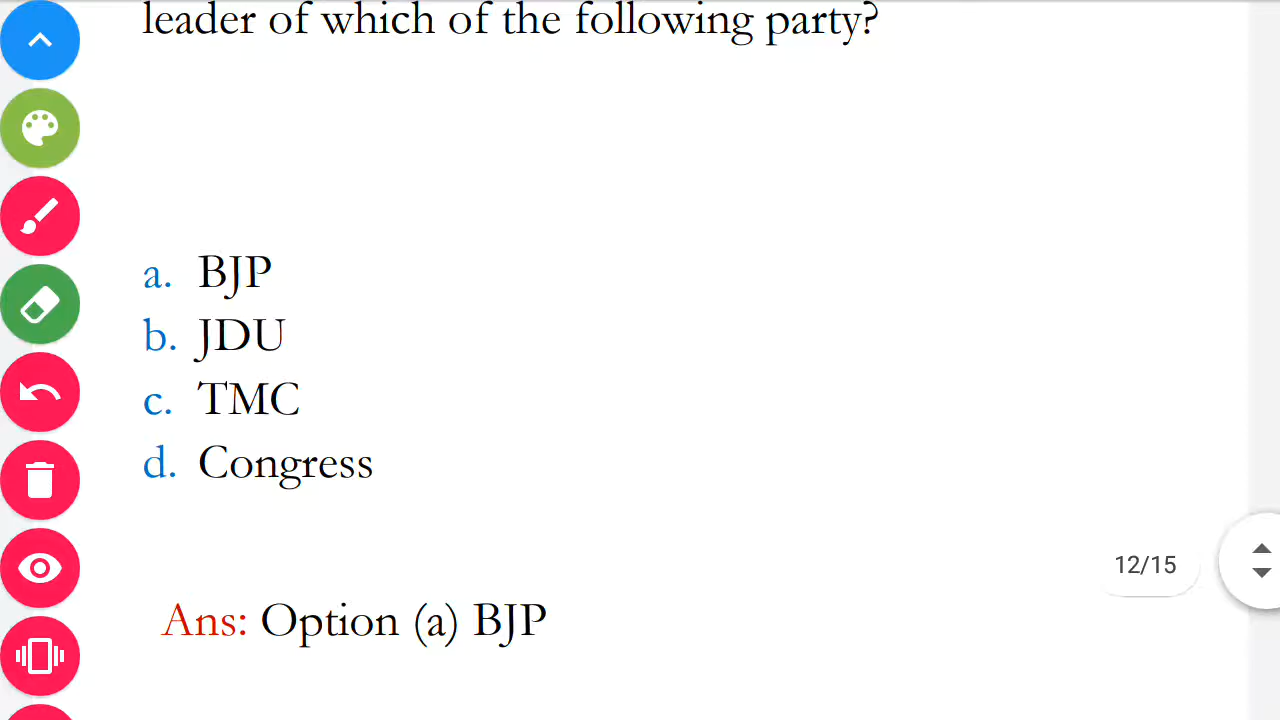 leader of which of the following party?
a. BJP
b. JDU
c. TMC
d. Congress
12/15
Ans: Option (a) BJP